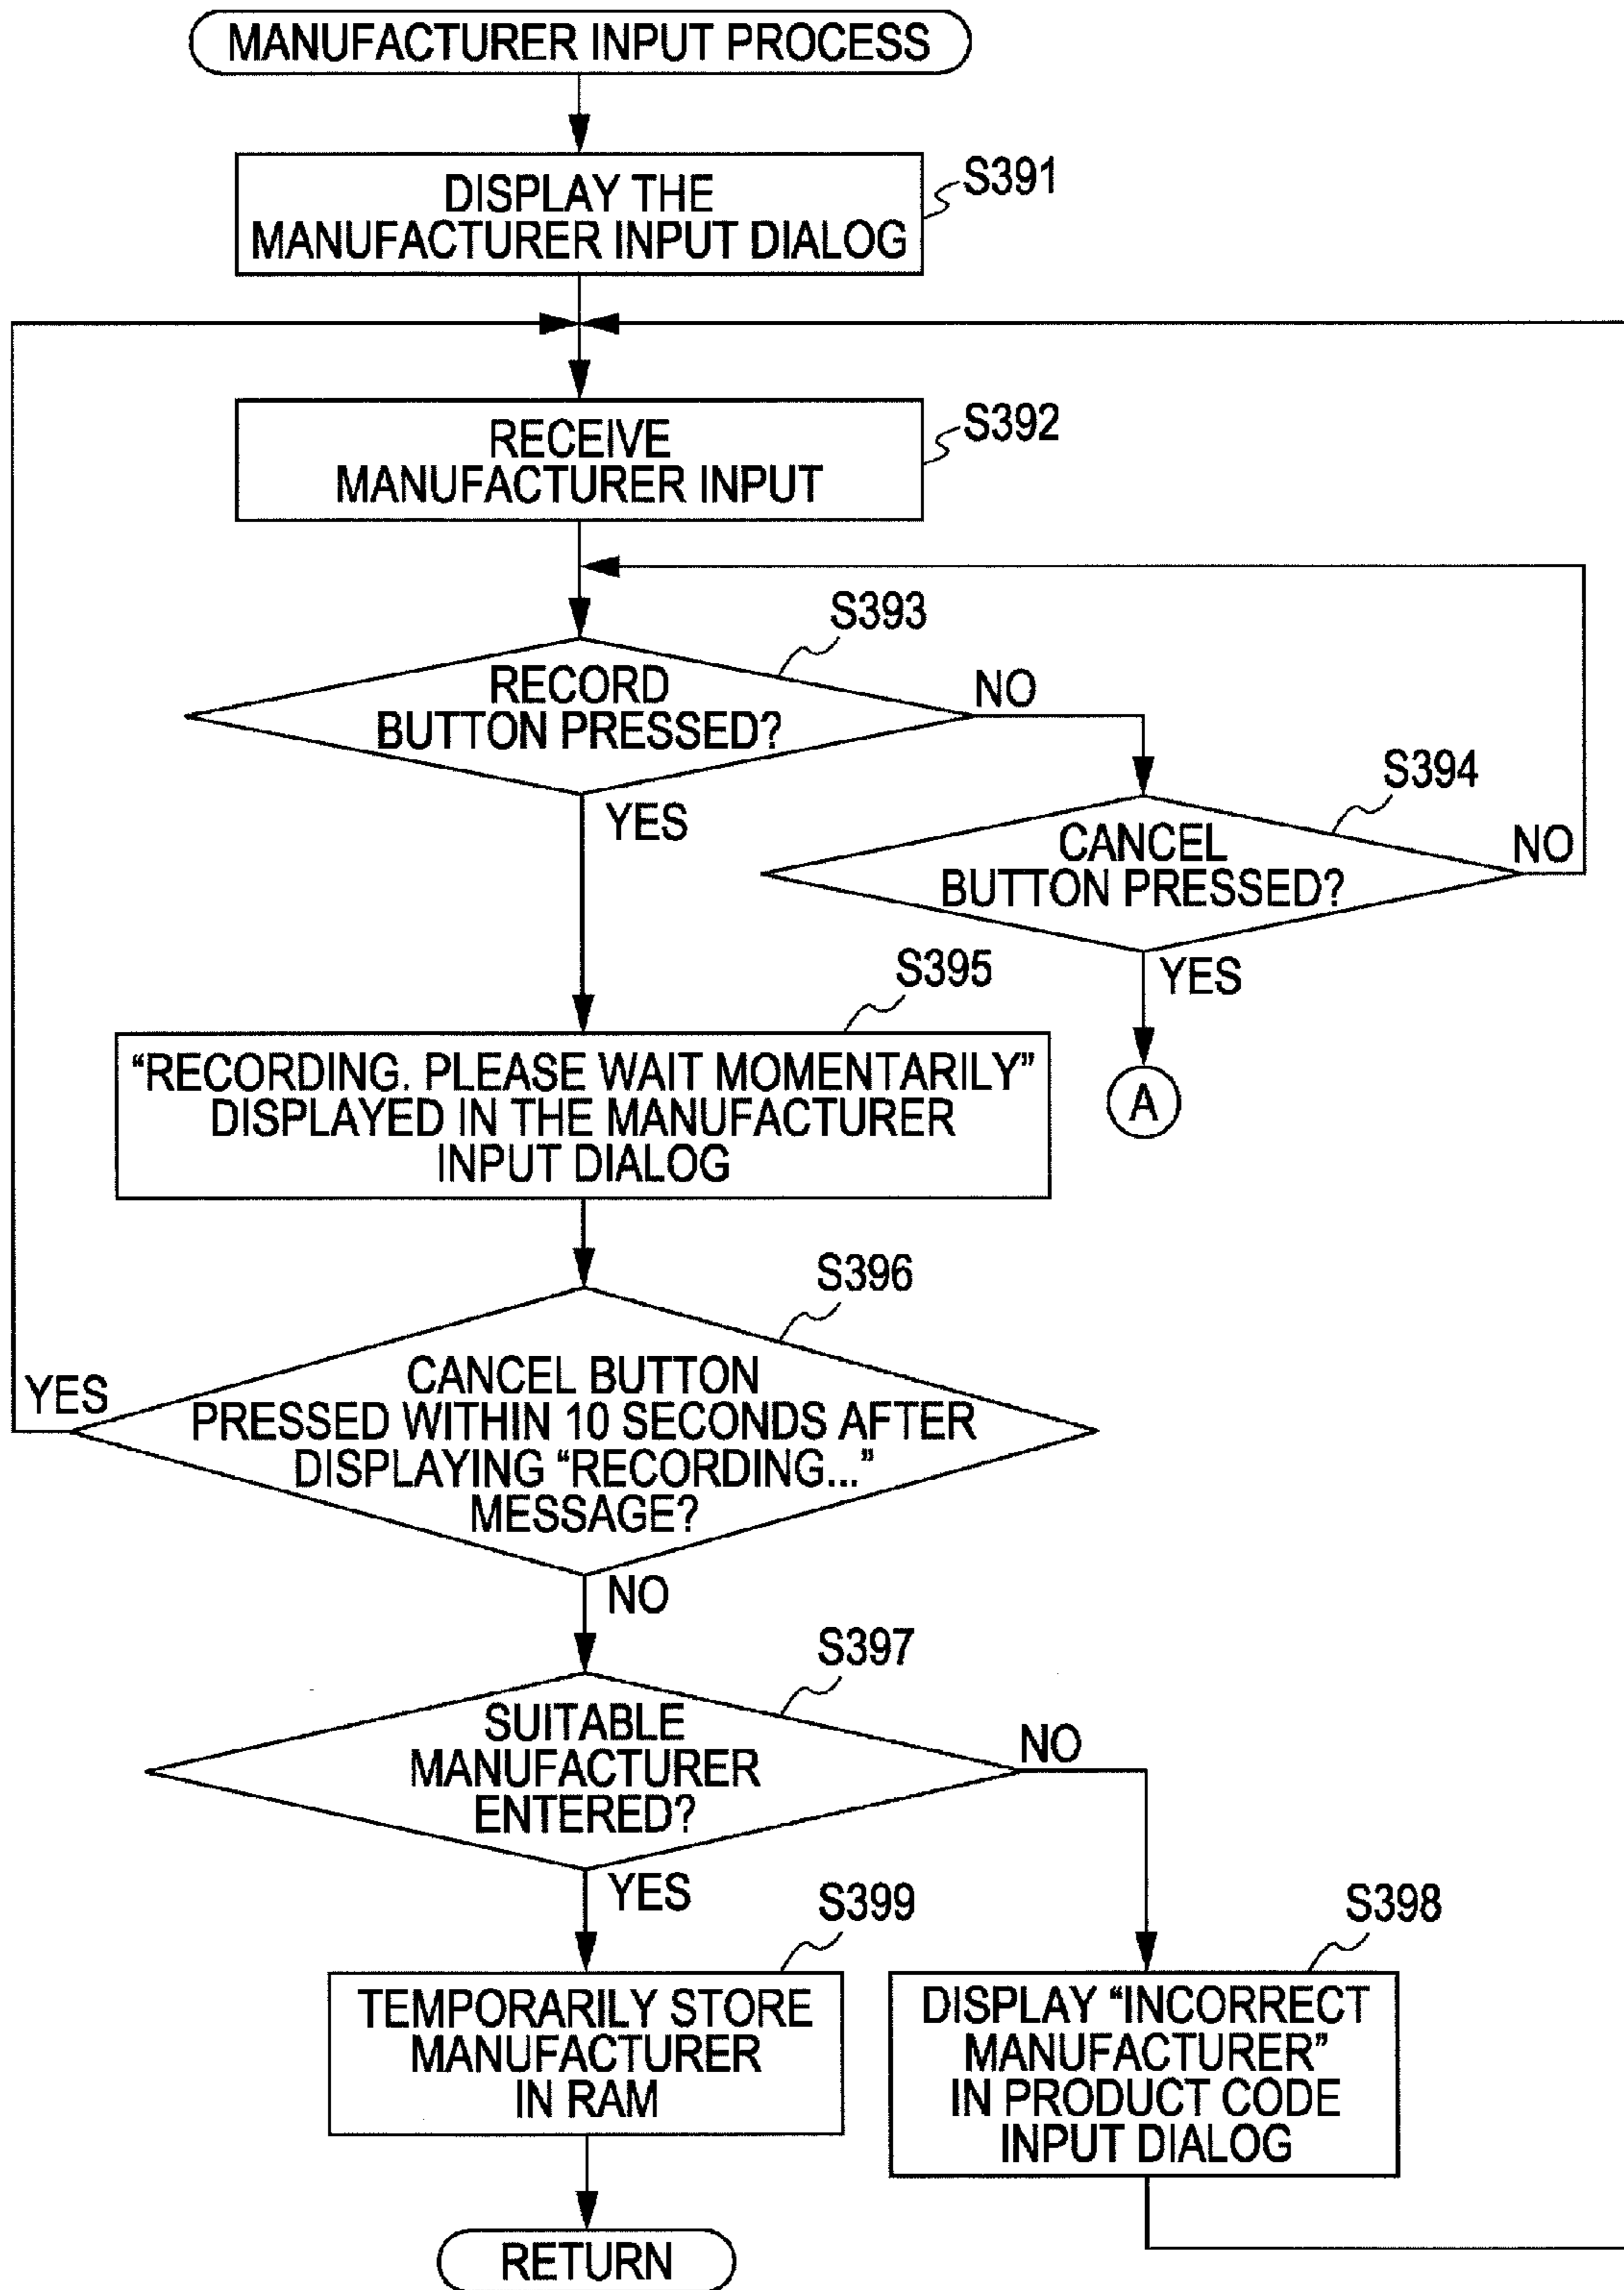 MANUFACTURER INPUT PROCESS
DISPLAY THE
MANUFACTURER INPUT DIALOG
S391
RECEIVE
MANUFACTURER INPUT
S392
S393
RECORD
BUTTON PRESSED?
NO
YES
S394
CANCEL
BUTTON PRESSED?
NO
YES
A
S395
“RECORDING. PLEASE WAIT MOMENTARILY”
DISPLAYED IN THE MANUFACTURER
INPUT DIALOG
S396
CANCEL BUTTON
PRESSED WITHIN 10 SECONDS AFTER
DISPLAYING “RECORDING...”
MESSAGE?
YES
NO
S397
SUITABLE
MANUFACTURER
ENTERED?
NO
YES
S399
TEMPORARILY STORE
MANUFACTURER
IN RAM
S398
DISPLAY “INCORRECT
MANUFACTURER”
IN PRODUCT CODE
INPUT DIALOG
RETURN